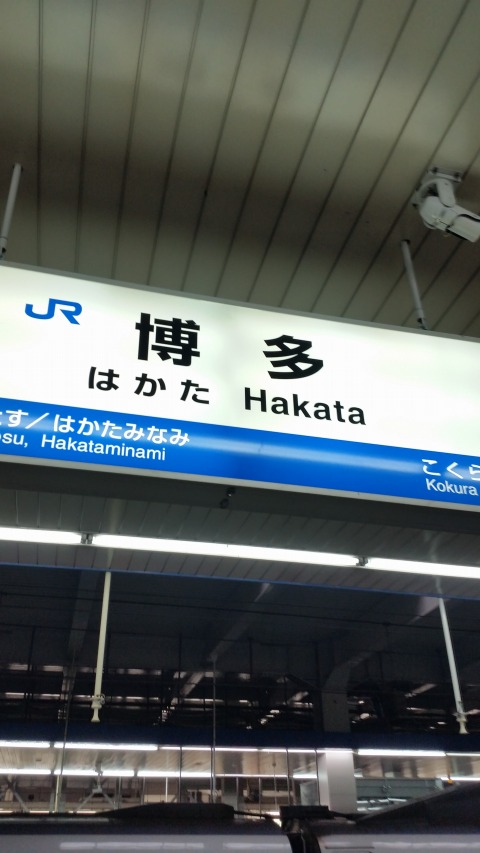 JR 博多
はかた Hakata
す／はかたみなみ
su, Hakataminami
こくら
Kokura